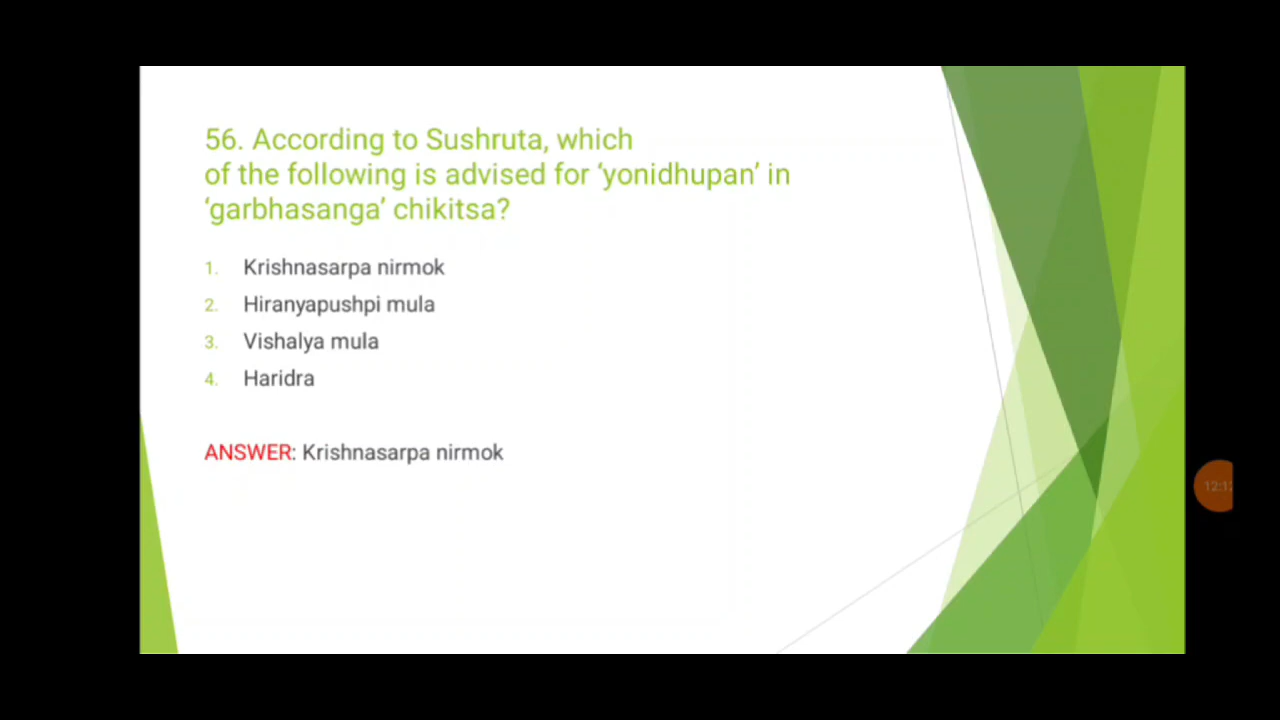 56. According to Sushruta, which
of the following is advised for ‘yonidhupan’ in
‘garbhasanga’ chikitsa?
1. Krishnasarpa nirmok
2. Hiranyapushpi mula
3. Vishalya mula
4. Haridra
ANSWER: Krishnasarpa nirmok